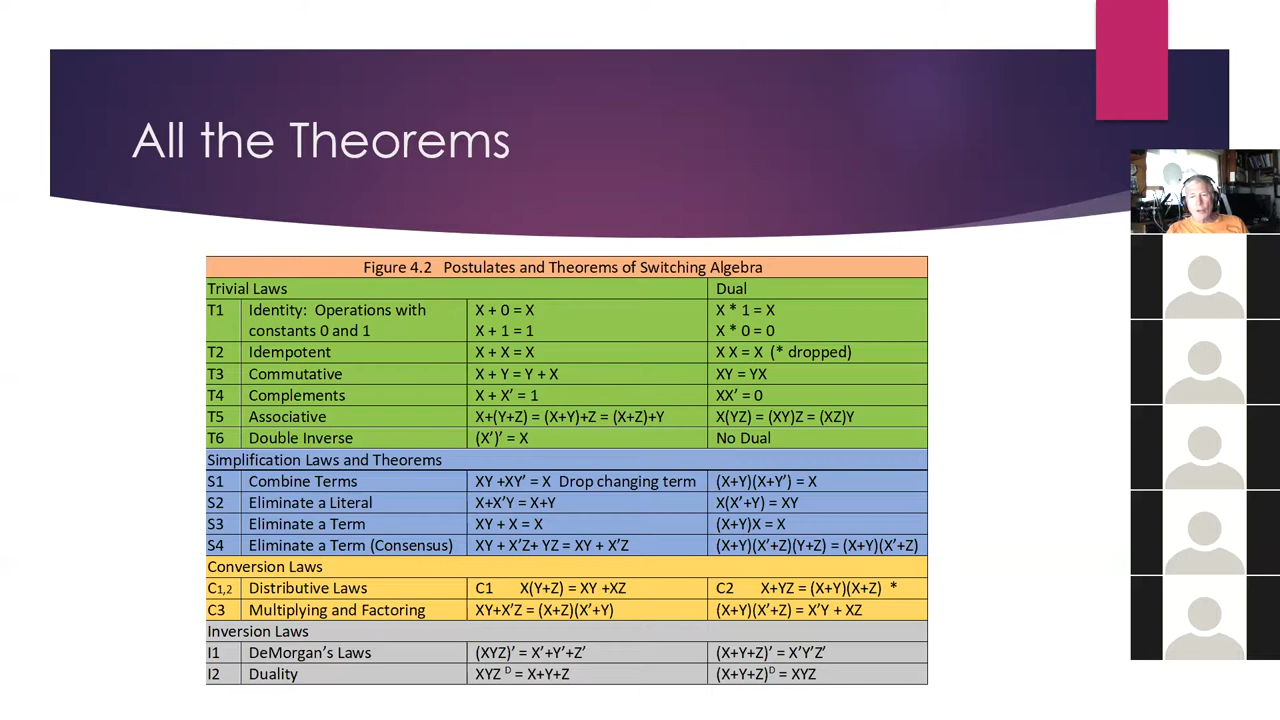 All the Theorems
Figure 4.2 Postulates and Theorems of Switching Algebra
Trivial Laws Dual
T1 Identity: Operations with constants 0 and 1 X + 0 = X X * 1 = X
X + 1 = 1 X * 0 = 0
T2 Idempotent X + X = X X X = X (* dropped)
T3 Commutative X + Y = Y + X XY = YX
T4 Complements X + X’ = 1 XX’ = 0
T5 Associative X+(Y+Z) = (X+Y)+Z = (X+Z)+Y X(YZ) = (XY)Z = (XZ)Y
T6 Double Inverse (X’)’ = X No Dual
Simplification Laws and Theorems
S1 Combine Terms XY +XY’ = X Drop changing term (X+Y)(X+Y’) = X
S2 Eliminate a Literal X+X’Y = X+Y X(X’+Y) = XY
S3 Eliminate a Term XY + X = X (X+Y)X = X
S4 Eliminate a Term (Consensus) XY + X’Z+ YZ = XY + X’Z (X+Y)(X’+Z)(Y+Z) = (X+Y)(X’+Z)
Conversion Laws
C1,2 Distributive Laws C1 X(Y+Z) = XY +XZ C2 X+YZ = (X+Y)(X+Z) *
C3 Multiplying and Factoring XY+X’Z = (X+Z)(X’+Y) (X+Y)(X’+Z) = X’Y + XZ
Inversion Laws
I1 DeMorgan’s Laws (XYZ)’ = X’+Y’+Z’ (X+Y+Z)’ = X’Y’Z’
I2 Duality XYZ ᴰ = X+Y+Z (X+Y+Z)ᴰ = XYZ